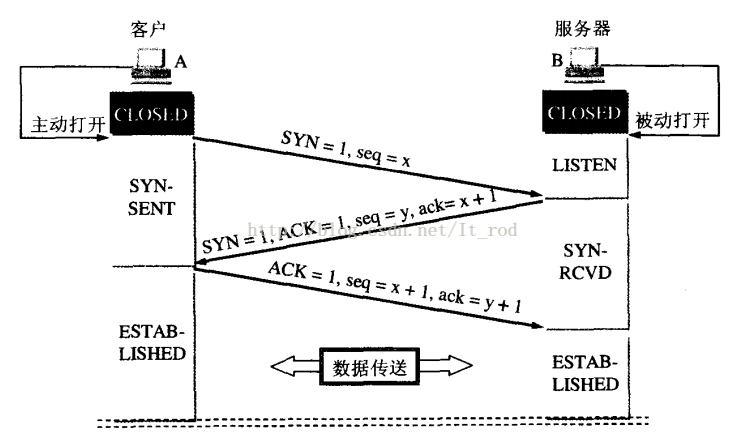 客户
服务器
A
B
CLOSED
CLOSED
主动打开
被动打开
SYN = 1, seq = x
LISTEN
SYN-
SENT
SYN = 1, ACK = 1, seq = y, ack= x + 1
http://blog.csdn.net/It_rod
SYN-
RCVD
ACK = 1, seq = x + 1, ack = y + 1
ESTAB-
LISHED
数据传送
ESTAB-
LISHED